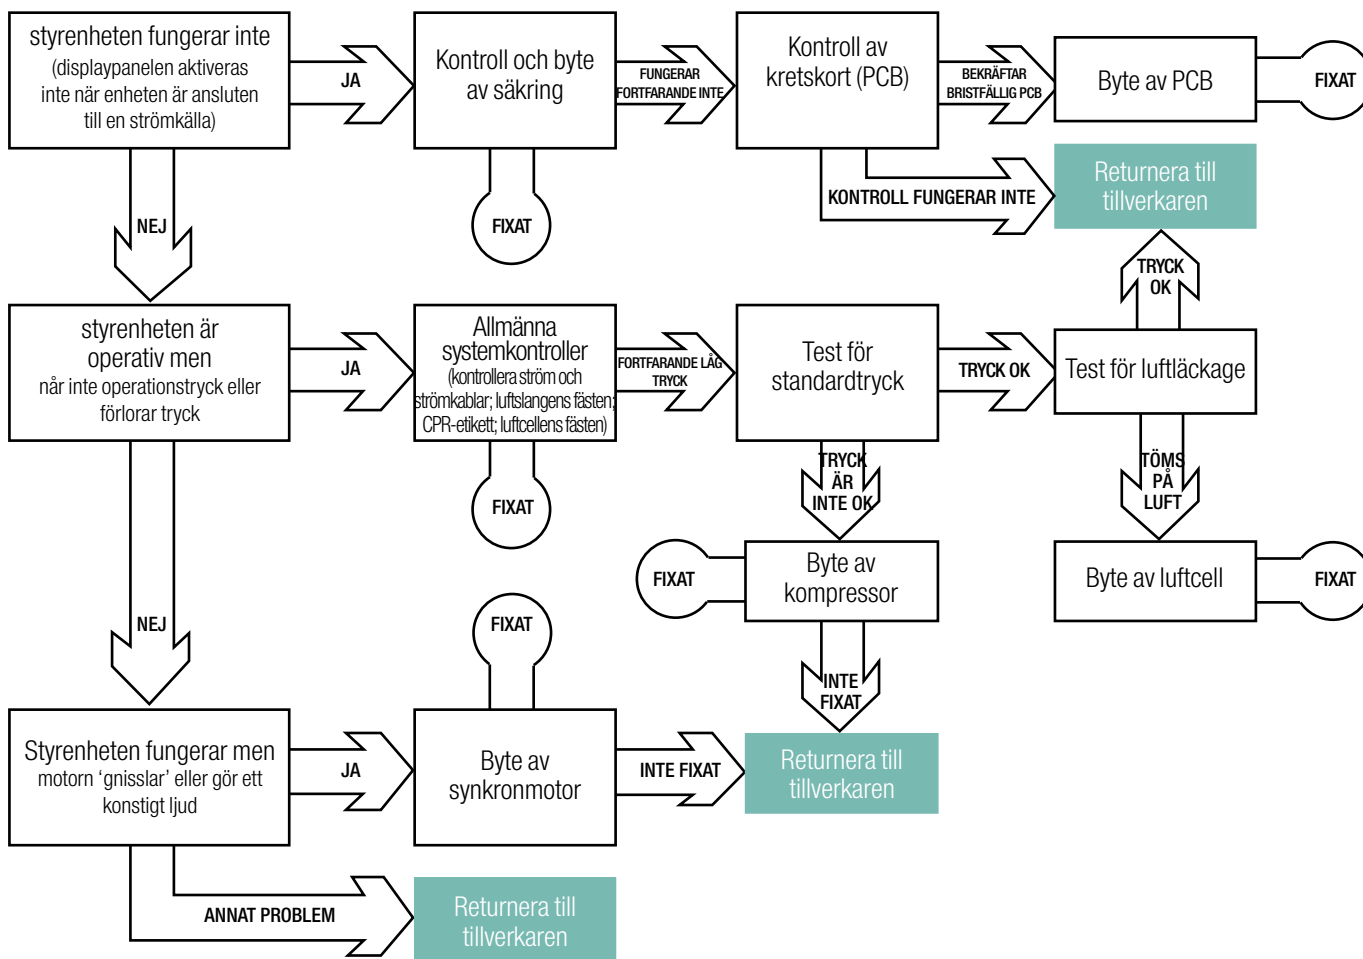 styrenheten fungerar inte
(displaypanelen aktiveras
inte när enheten är ansluten
till en strömkälla)
JA
Kontroll och byte
av säkring
FUNGERAR
FORTFARANDE INTE
Kontroll av
kretskort (PCB)
BEKRÄFTAR
BRISTFÄLLIG PCB
Byte av PCB
FIXAT
NEJ
FIXAT
KONTROLL FUNGERAR INTE
Returnera till
tillverkaren
TRYCK
OK
styrenheten är
operativ men
når inte operationstryck eller
förlorar tryck
JA
Allmänna
systemkontroller
(kontrollera ström och
strömkablar; luftslangens fästen;
CPR-etikett; luftcellens fästen)
FORTFARANDE LÅG
TRYCK
Test för
standardtryck
TRYCK OK
Test för luftläckage
FIXAT
TRYCK
ÄR
INTE OK
TÖMS
PÅ
LUFT
NEJ
FIXAT
FIXAT
Byte av
kompressor
Byte av luftcell
FIXAT
INTE
FIXAT
Styrenheten fungerar men
motorn ‘gnisslar’ eller gör ett
konstigt ljud
JA
Byte av
synkronmotor
INTE FIXAT
Returnera till
tillverkaren
ANNAT PROBLEM
Returnera till
tillverkaren